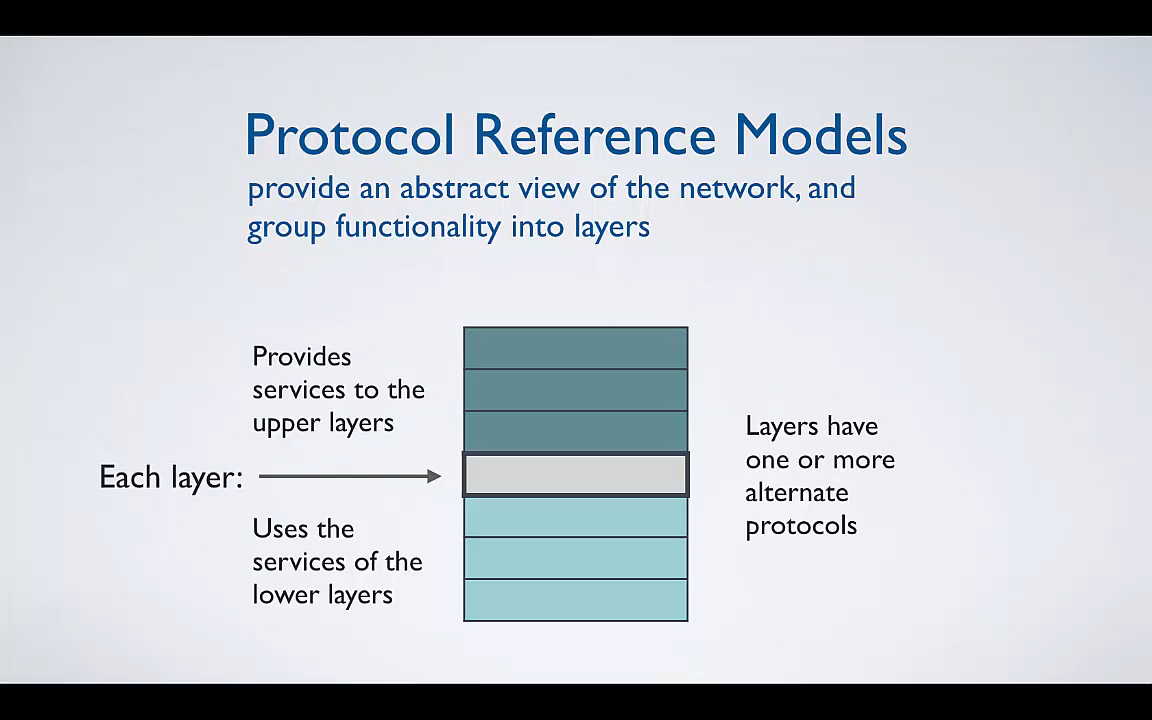 Protocol Reference Models
provide an abstract view of the network, and
group functionality into layers
Provides
services to the
upper layers
Each layer:
Uses the
services of the
lower layers
Layers have
one or more
alternate
protocols